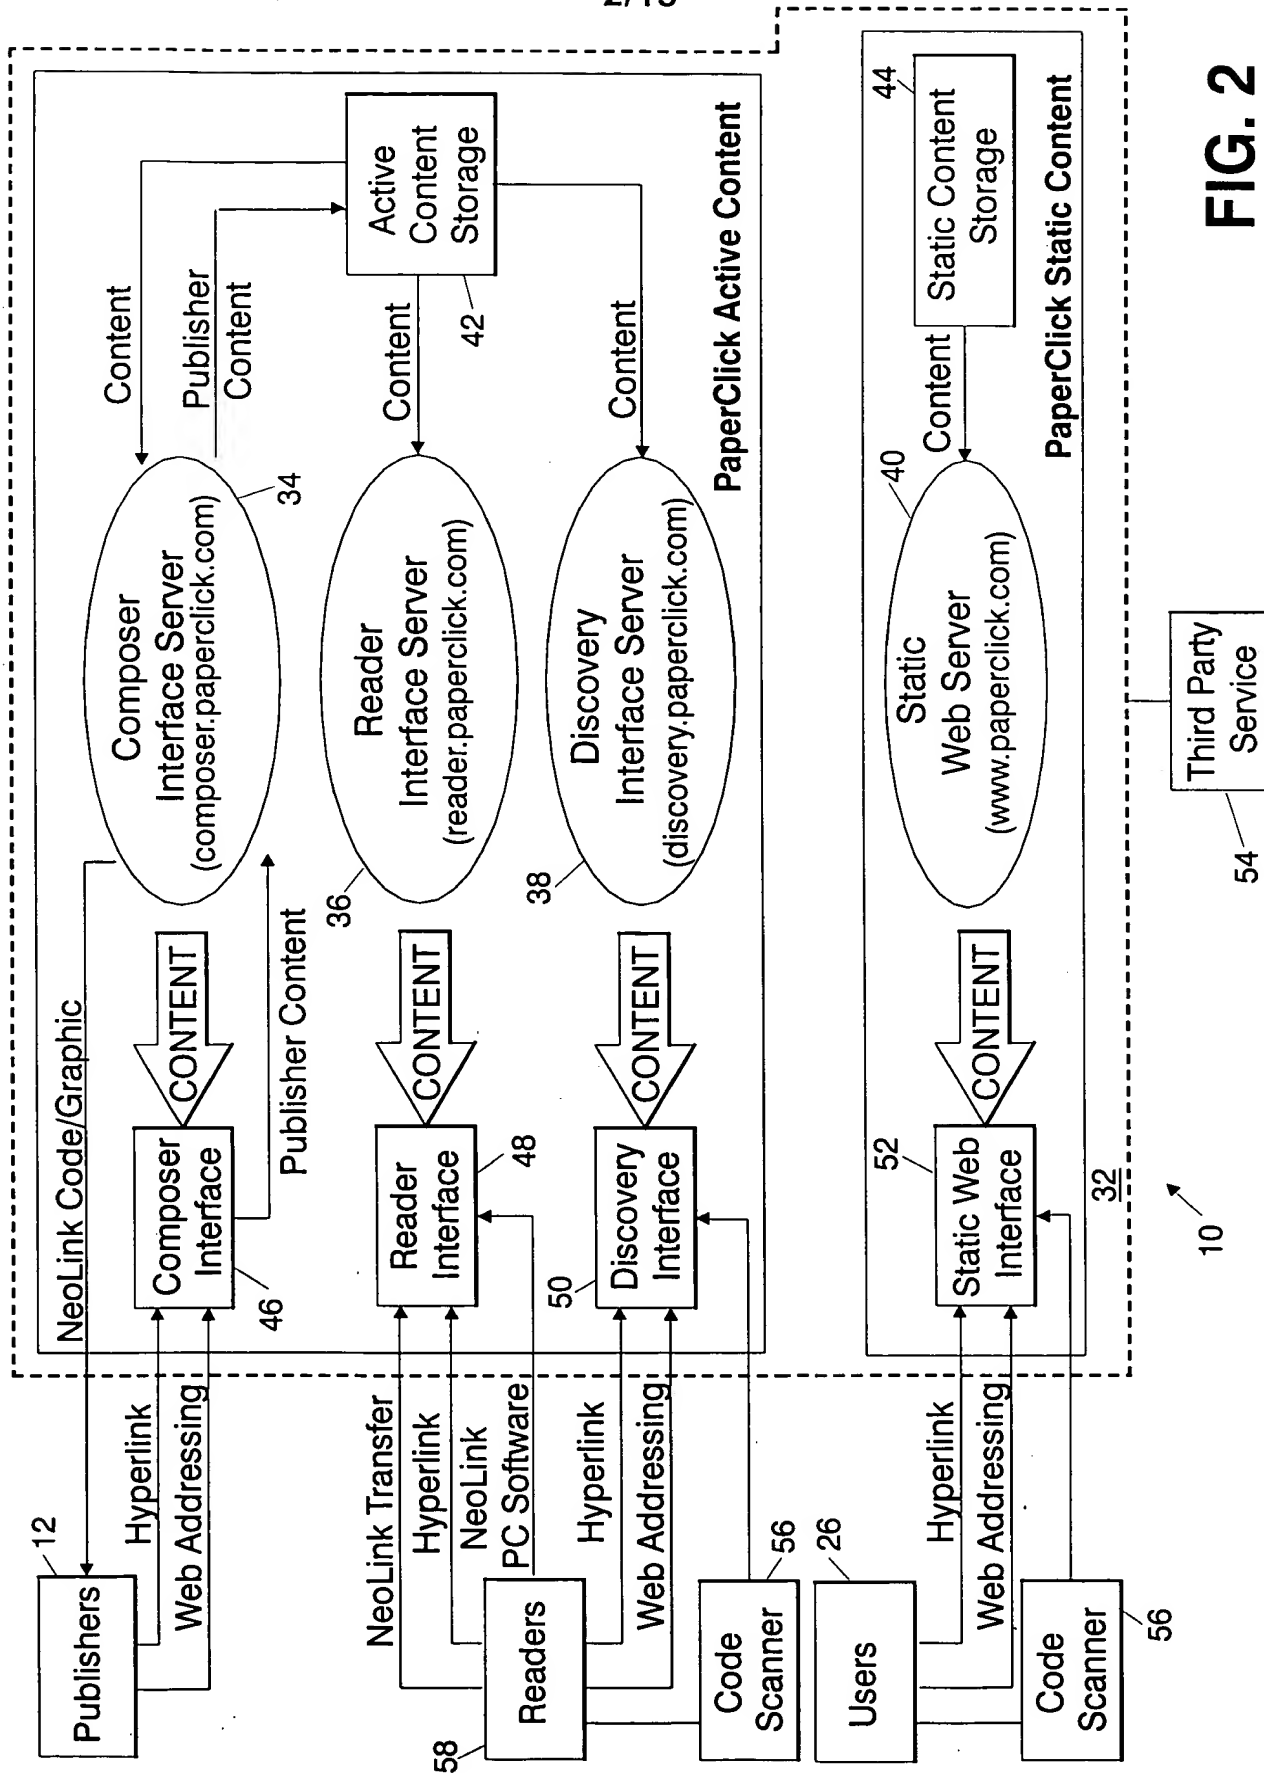 2/13
12
Publishers
Hyperlink
Web Addressing
NeoLink Code/Graphic
46
Composer
Interface
CONTENT
Publisher Content
Composer
Interface Server
(composer.paperclick.com)
34
Content
Publisher
Content
Active
Content
Storage
42
58
Readers
NeoLink Transfer
Hyperlink
NeoLink
PC Software
Reader
Interface
48
CONTENT
36
Reader
Interface Server
(reader.paperclick.com)
Content
Hyperlink
Web Addressing
Code
Scanner
56
50
Discovery
Interface
CONTENT
38
Discovery
Interface Server
(discovery.paperclick.com)
Content
PaperClick Active Content
26
Users
Hyperlink
Web Addressing
Code
Scanner
56
52
Static Web
Interface
CONTENT
40
Static
Web Server
(www.paperclick.com)
Content
44
Static Content
Storage
PaperClick Static Content
32
10
54
Third Party
Service
FIG. 2